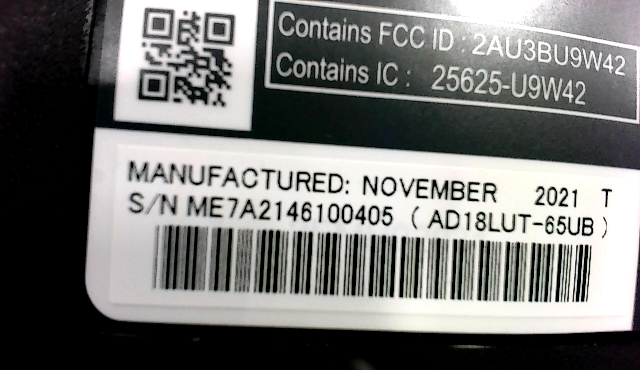 Contains FCC ID : 2AU3BU9W42
Contains IC : 25625-U9W42
MANUFACTURED: NOVEMBER 2021 T
S/N ME7A2146100405 ( AD18LUT-65UB )